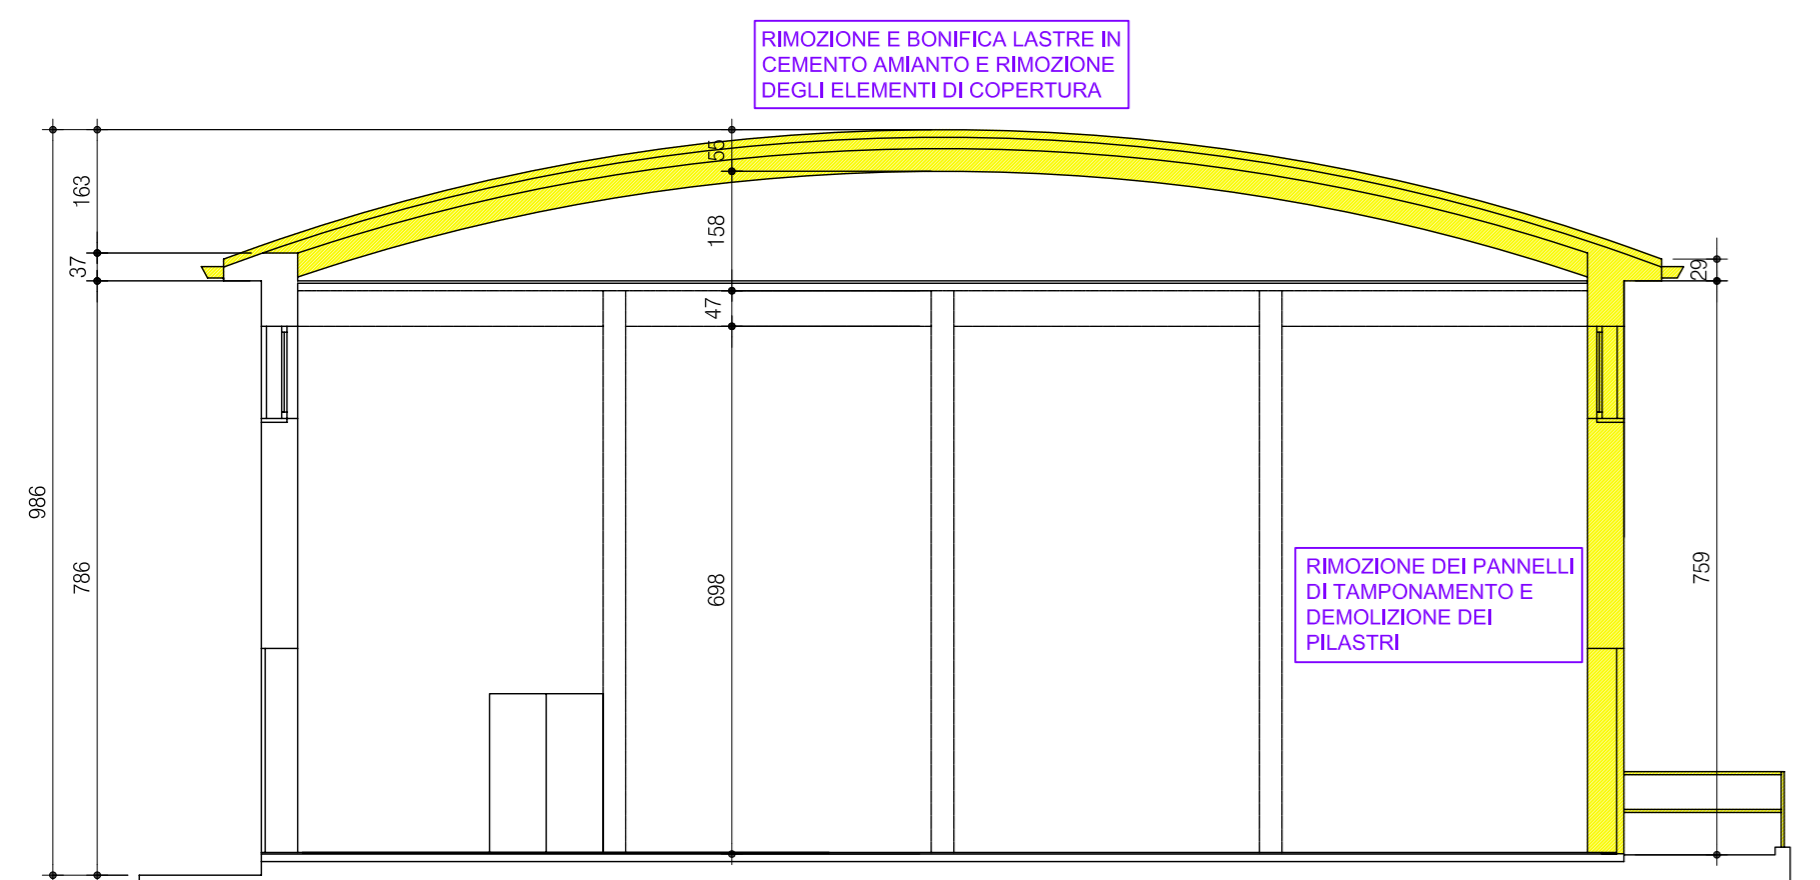 RIMOZIONE E BONIFICA LASTRE IN
CEMENTO AMIANTO E RIMOZIONE
DEGLI ELEMENTI DI COPERTURA
163
55
158
37
29
47
986
786
698
759
RIMOZIONE DEI PANNELLI
DI TAMPONAMENTO E
DEMOLIZIONE DEI
PILASTRI